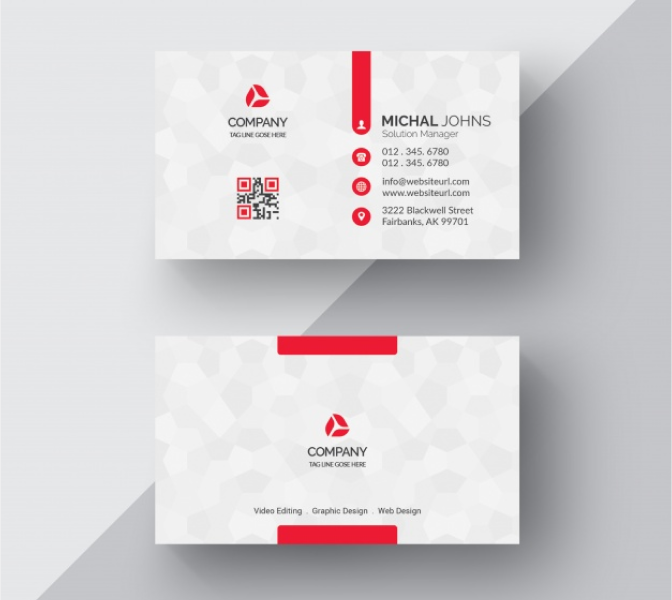 COMPANY
TAG LINE GOSE HERE
MICHAL JOHNS
Solution Manager
012 . 345. 6780
012 . 345. 6780
info@websiteurl.com
www.websiteurl.com
3222 Blackwell Street
Fairbanks, AK 99701
COMPANY
TAG LINE GOSE HERE
Video Editing . Graphic Design . Web Design